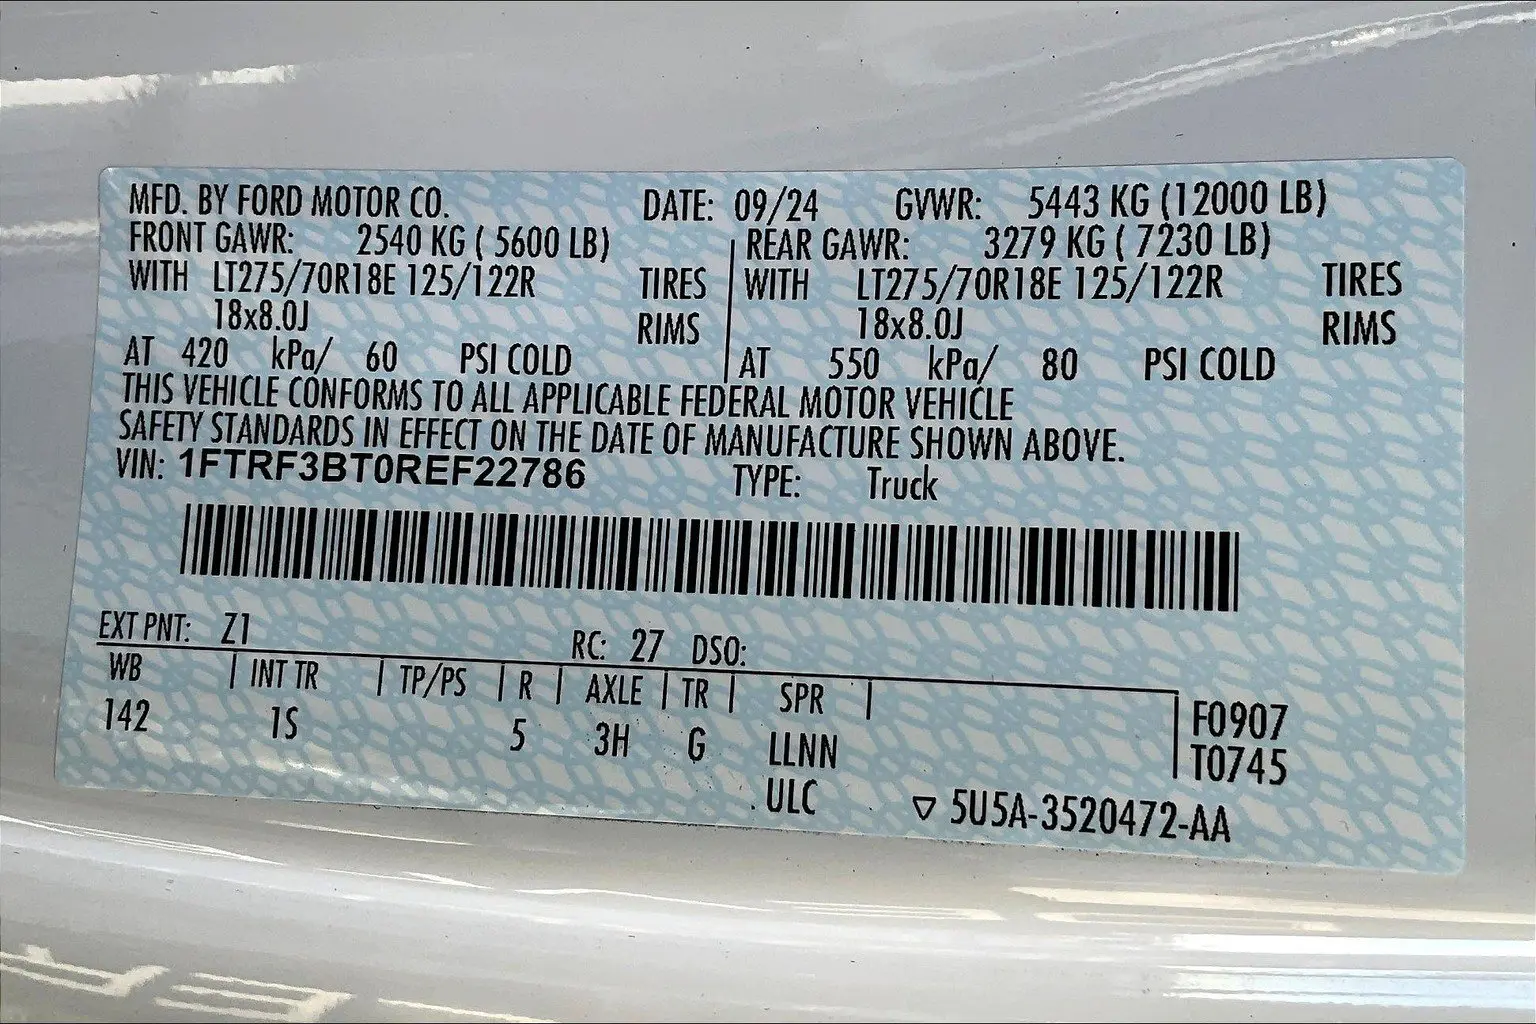 MFD. BY FORD MOTOR CO. DATE: 09/24 GVWR: 5443 KG (12000 LB)
FRONT GAWR: 2540 KG ( 5600 LB) REAR GAWR: 3279 KG ( 7230 LB)
WITH LT275/70R18E 125/122R TIRES WITH LT275/70R18E 125/122R TIRES
18x8.0J RIMS 18x8.0J RIMS
AT 420 kPa/ 60 PSI COLD AT 550 kPa/ 80 PSI COLD
THIS VEHICLE CONFORMS TO ALL APPLICABLE FEDERAL MOTOR VEHICLE
SAFETY STANDARDS IN EFFECT ON THE DATE OF MANUFACTURE SHOWN ABOVE.
VIN: 1FTRF3BT0REF22786 TYPE: Truck
EXT PNT: Z1 RC: 27 DSO:
WB | INT TR | TP/PS | R | AXLE | TR | SPR |
142 1S 5 3H G LLNN F0907
T0745
ULC ▽ 5U5A-3520472-AA